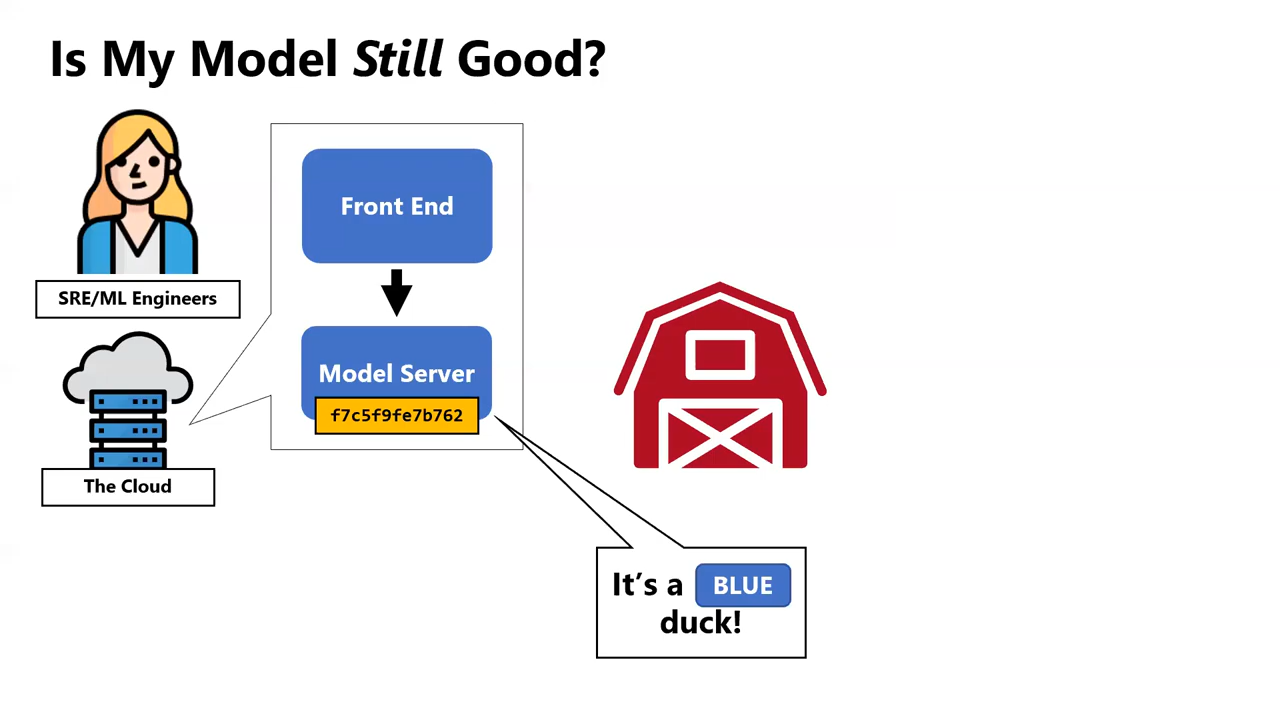 Is My Model Still Good?
Front End
SRE/ML Engineers
Model Server
f7c5f9fe7b762
The Cloud
It's a BLUE
duck!